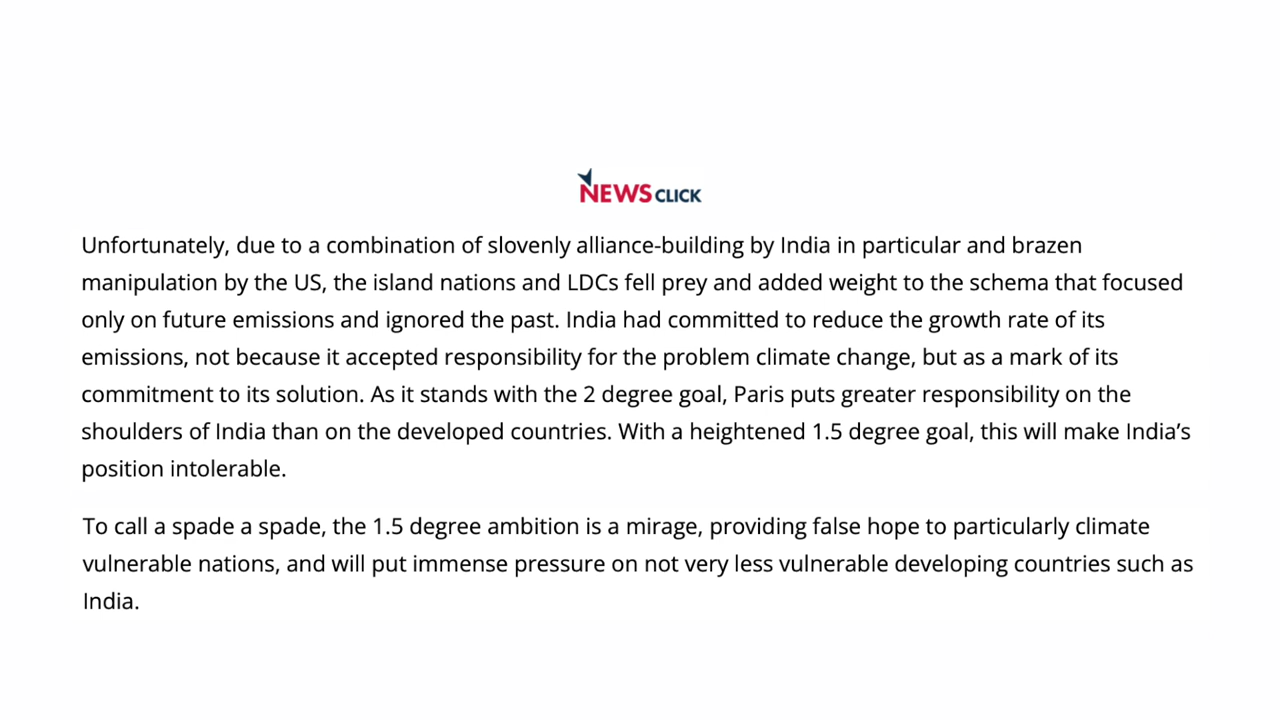 NEWS CLICK
Unfortunately, due to a combination of slovenly alliance-building by India in particular and brazen
manipulation by the US, the island nations and LDCs fell prey and added weight to the schema that focused
only on future emissions and ignored the past. India had committed to reduce the growth rate of its
emissions, not because it accepted responsibility for the problem climate change, but as a mark of its
commitment to its solution. As it stands with the 2 degree goal, Paris puts greater responsibility on the
shoulders of India than on the developed countries. With a heightened 1.5 degree goal, this will make India’s
position intolerable.
To call a spade a spade, the 1.5 degree ambition is a mirage, providing false hope to particularly climate
vulnerable nations, and will put immense pressure on not very less vulnerable developing countries such as
India.